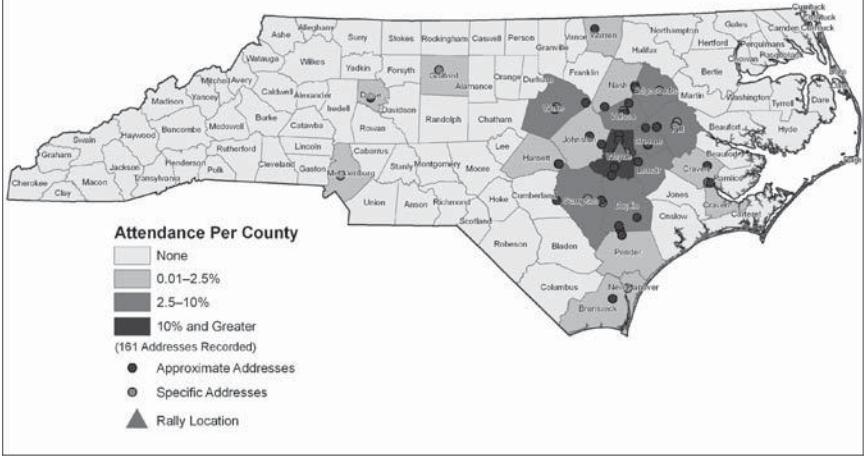 Currituck
Ashe Alleghany Surry Stokes Rockingham Caswell Person Vance Warren Northampton Gates Camden Currituck
Granville Halifax Hertford Perquimans Pasquotank
Watauga Wilkes Yadkin Forsyth Guilford Alamance Orange Durham Franklin Nash Bertie Chowan
Mitchell Avery Caldwell Alexander Davie Edgecombe Martin Washington Tyrrell Dare
Madison Yancey Iredell Davidson Randolph Chatham Wake Wilson
Burke Catawba Rowan Pitt Beaufort Hyde
Swain Haywood Buncombe Mcdowell Lincoln Cabarrus Lee Johnston Greene
Graham Rutherford Stanly Montgomery Moore Harnett Wayne Beaufort
Jackson Henderson Cleveland Gaston Mecklenburg Lenoir Craven Pamlico
Cherokee Macon Transylvania Polk
Clay Union Anson Richmond Hoke Cumberland Sampson Duplin Jones Craven
Scotland Onslow Carteret
Robeson Bladen Pender
Columbus New Hanover
Brunswick
Attendance Per County
None
0.01–2.5%
2.5–10%
10% and Greater
(161 Addresses Recorded)
Approximate Addresses
Specific Addresses
Rally Location